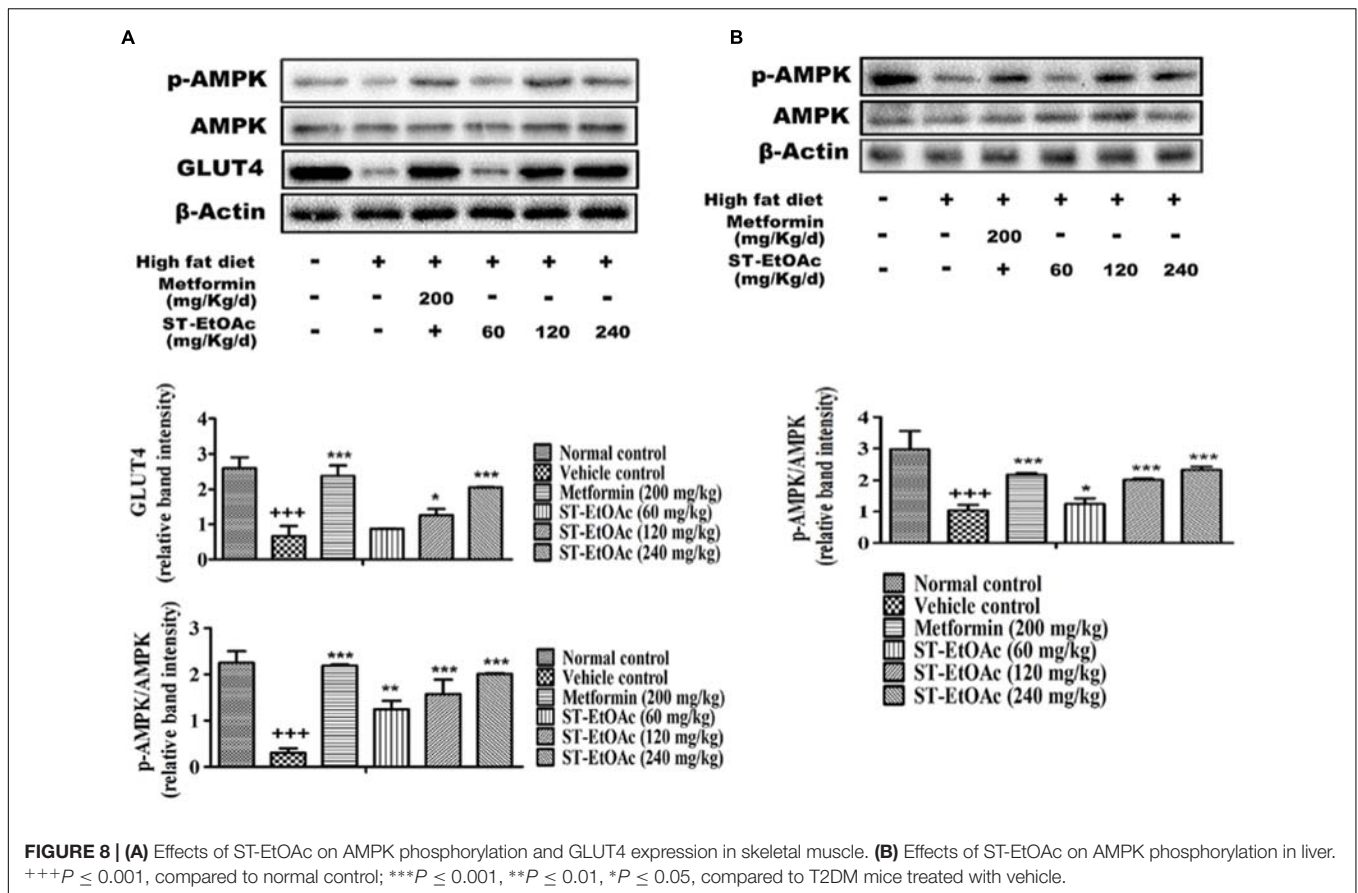 A
p-AMPK
AMPK
GLUT4
β-Actin
High fat diet - + + + + +
Metformin (mg/Kg/d) - - 200 - - -
ST-EtOAc (mg/Kg/d) - - + 60 120 240
B
p-AMPK
AMPK
β-Actin
High fat diet - + + + + +
Metformin (mg/Kg/d) - - 200 - - -
ST-EtOAc (mg/Kg/d) - - + 60 120 240
GLUT4
(relative band intensity)
4
3
2
1
0
+++ *** * ***
Normal control
Vehicle control
Metformin (200 mg/kg)
ST-EtOAc (60 mg/kg)
ST-EtOAc (120 mg/kg)
ST-EtOAc (240 mg/kg)
p-AMPK/AMPK
(relative band intensity)
3
2
1
0
+++ *** ** *** ***
Normal control
Vehicle control
Metformin (200 mg/kg)
ST-EtOAc (60 mg/kg)
ST-EtOAc (120 mg/kg)
ST-EtOAc (240 mg/kg)
p-AMPK/AMPK
(relative band intensity)
4
3
2
1
0
+++ *** * *** ***
Normal control
Vehicle control
Metformin (200 mg/kg)
ST-EtOAc (60 mg/kg)
ST-EtOAc (120 mg/kg)
ST-EtOAc (240 mg/kg)
FIGURE 8 | (A) Effects of ST-EtOAc on AMPK phosphorylation and GLUT4 expression in skeletal muscle. (B) Effects of ST-EtOAc on AMPK phosphorylation in liver.
+++P ≤ 0.001, compared to normal control; ***P ≤ 0.001, **P ≤ 0.01, *P ≤ 0.05, compared to T2DM mice treated with vehicle.